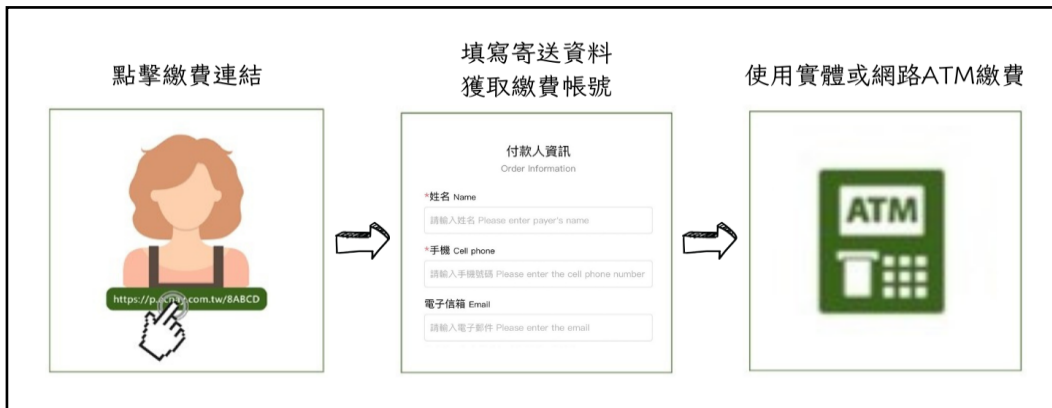 點擊繳費連結
填寫寄送資料
獲取繳費帳號
使用實體或網路ATM繳費
https://p. .com.tw/8ABCD
付款人資訊
Order Information
*姓名 Name
請輸入姓名 Please enter payer's name
*手機 Cell phone
請輸入手機號碼 Please enter the cell phone number
電子信箱 Email
請輸入電子郵件 Please enter the email
ATM